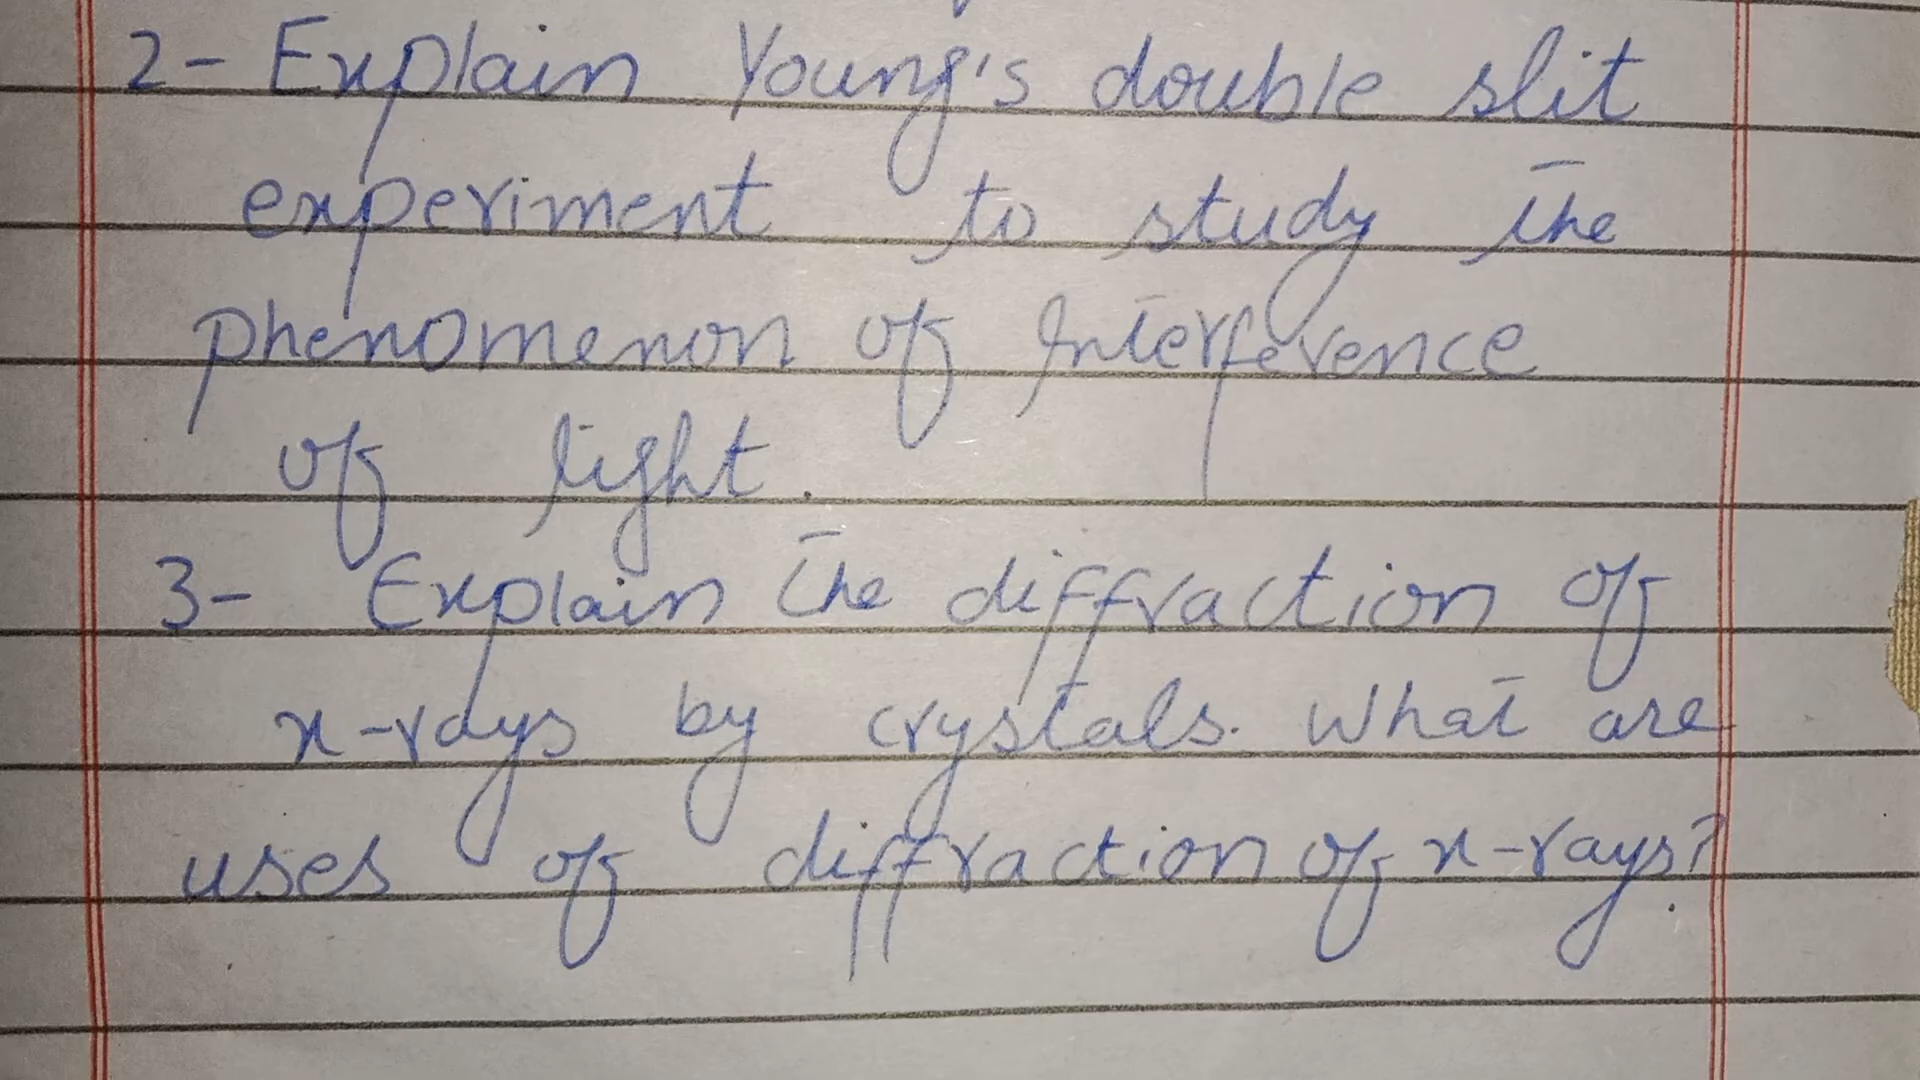 2- Explain Young's double slit
experiment to study the
phenomenon of Interference
of light.
3- Explain the diffraction of
x-rays by crystals. What are
uses of diffraction of x-rays?